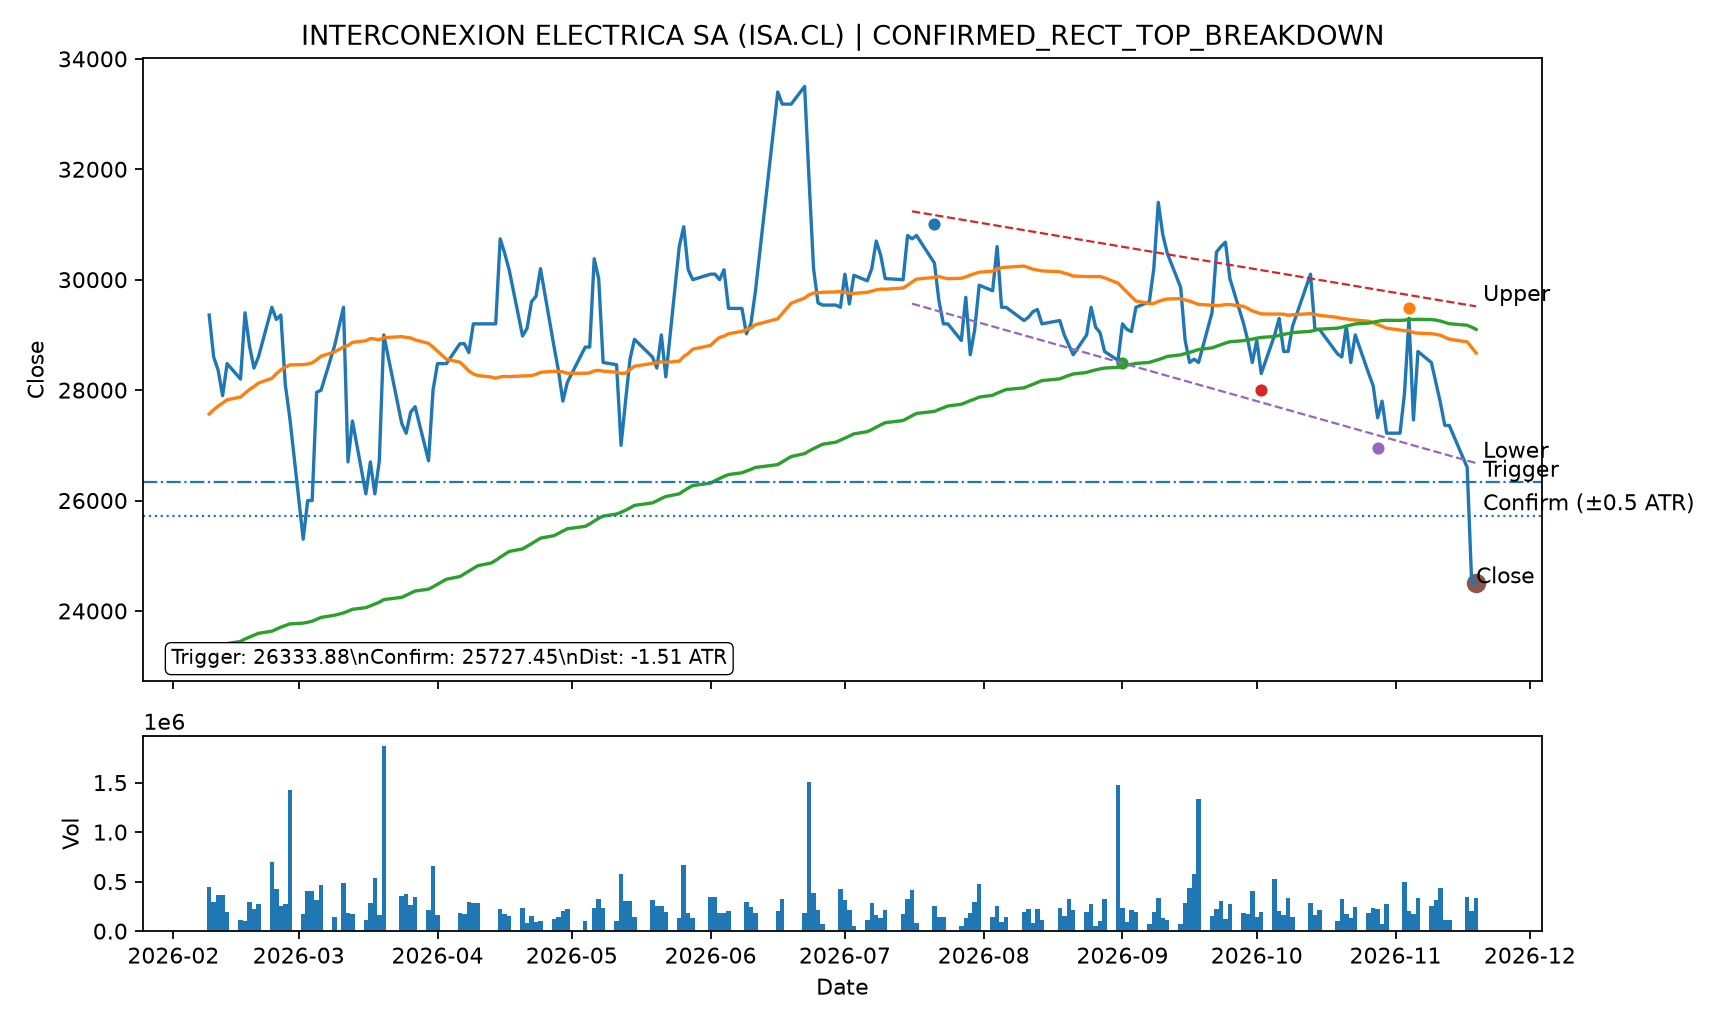 INTERCONEXION ELECTRICA SA (ISA.CL) | CONFIRMED_RECT_TOP_BREAKDOWN
34000
32000
30000
28000
26000
24000
Close
Upper
Lower
Trigger
Confirm (±0.5 ATR)
Close
Trigger: 26333.88\nConfirm: 25727.45\nDist: -1.51 ATR
1e6
1.5
1.0
0.5
0.0
Vol
2026-02 2026-03 2026-04 2026-05 2026-06 2026-07 2026-08 2026-09 2026-10 2026-11 2026-12
Date